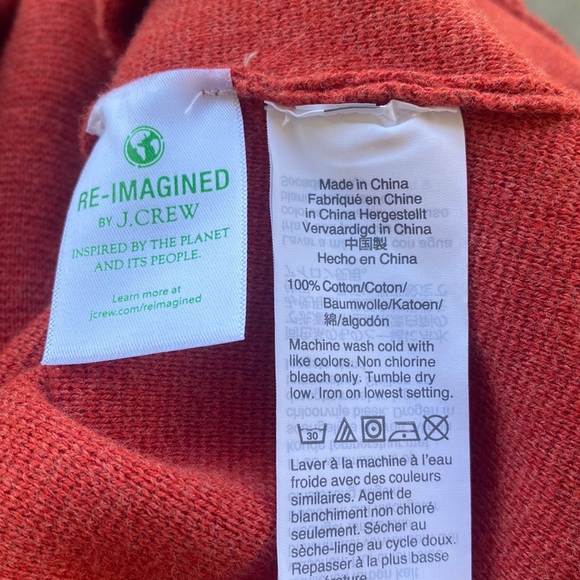 RE-IMAGINED
BY J.CREW
INSPIRED BY THE PLANET
AND ITS PEOPLE.
Learn more at
jcrew.com/reimagined
Made in China
Fabriqué en Chine
in China Hergestellt
Vervaardigd in China
中国製
Hecho en China
100% Cotton/Coton/
Baumwolle/Katoen/
綿/algodón
Machine wash cold with
like colors. Non chlorine
bleach only. Tumble dry
low. Iron on lowest setting.
30
Laver à la machine à l'eau
froide avec des couleurs
similaires. Agent de
blanchiment non chloré
seulement. Sécher au
sèche-linge au cycle doux.
Repasser à la plus basse